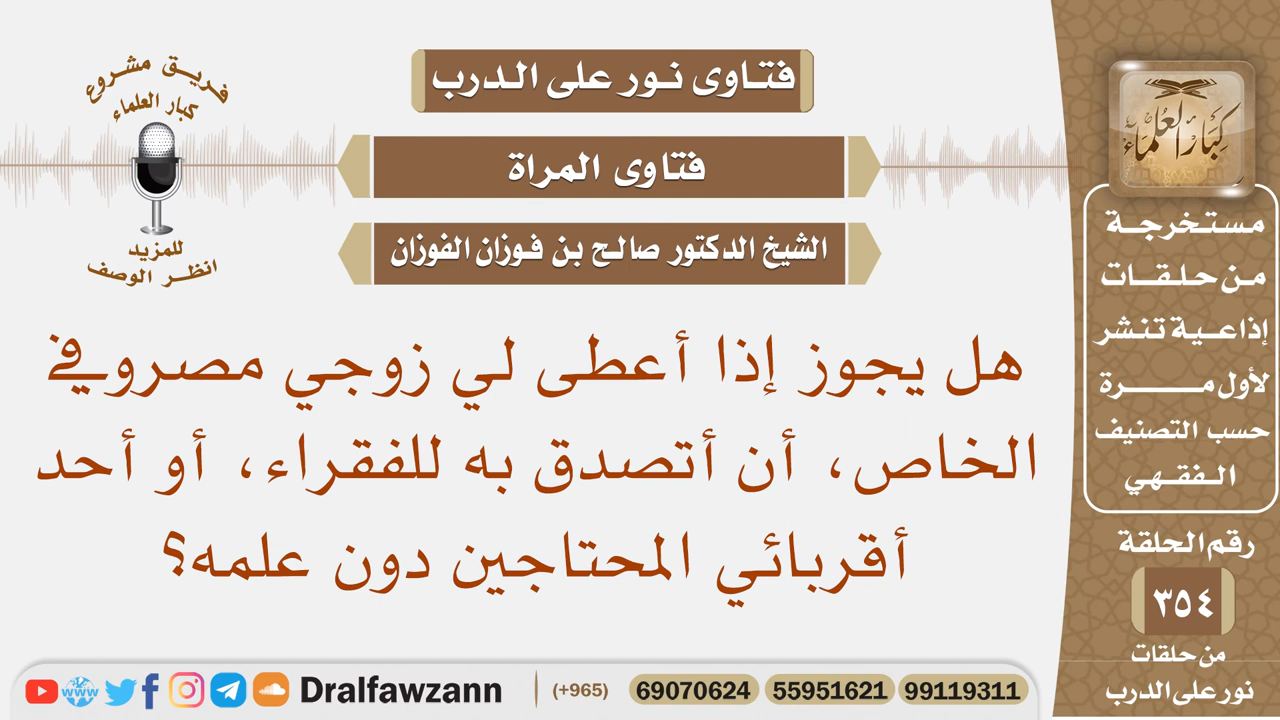 فتاوى نور على الدرب
فتاوى المراة
الشيخ الدكتور صالح بن فوزان الفوزان
هل يجوز إذا أعطى لي زوجي مصروفي
الخاص، أن أتصدق به للفقراء، أو أحد
أقربائي المحتاجين دون علمه؟
فريق مشروع
كبار العلماء
للمزيد
انظر الوصف
كبار العلماء
مستخرجة
من حلقات
إذاعية تنشر
لأول مرة
حسب التصنيف
الفقهي
رقم الحلقة
٣٥٤
من حلقات
نور على الدرب
www
Dralfawzann
(+965)
69070624
55951621
99119311